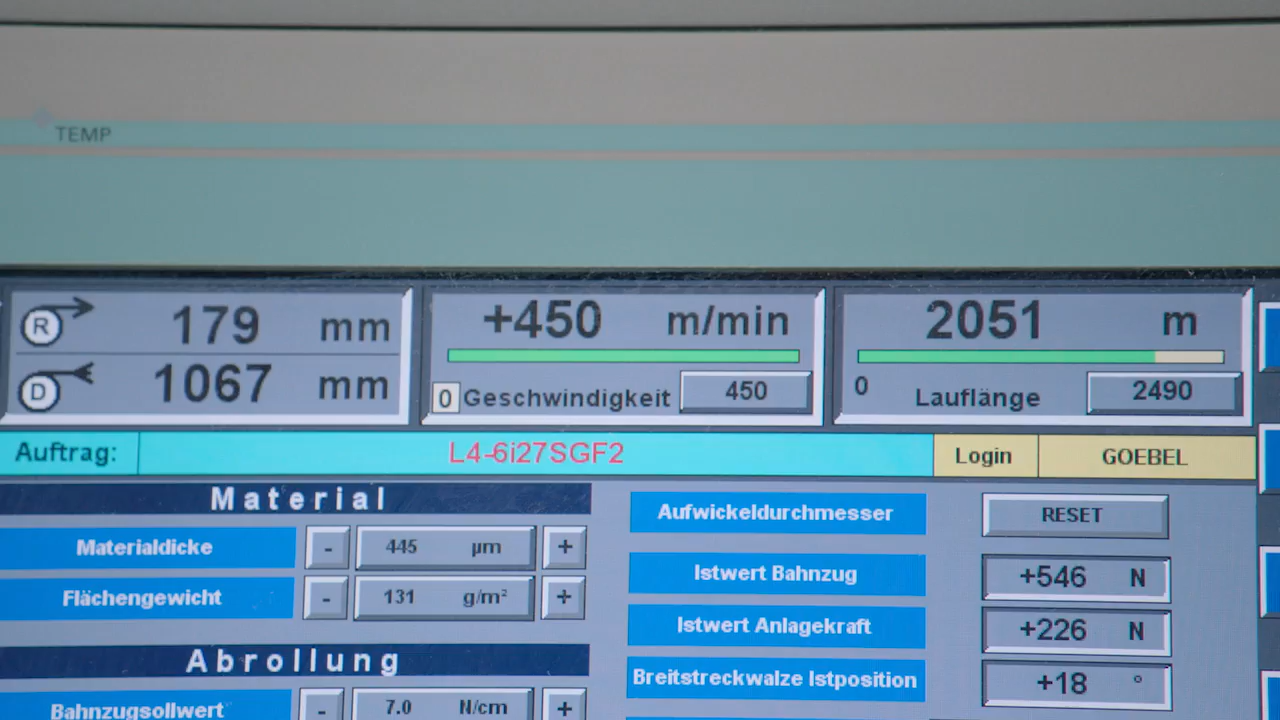 TEMP
R 179 mm
D 1067 mm
+450 m/min
0 Geschwindigkeit 450
2051 m
0 Lauflänge 2490
Auftrag: L4-6i27SGF2 Login GOEBEL
Material
Materialdicke - 445 µm +
Flächengewicht - 131 g/m² +
Abrollung
Bahnzugsollwert - 7.0 N/cm +
Aufwickeldurchmesser RESET
Istwert Bahnzug +546 N
Istwert Anlagekraft +226 N
Breitstreckwalze Istposition +18 °